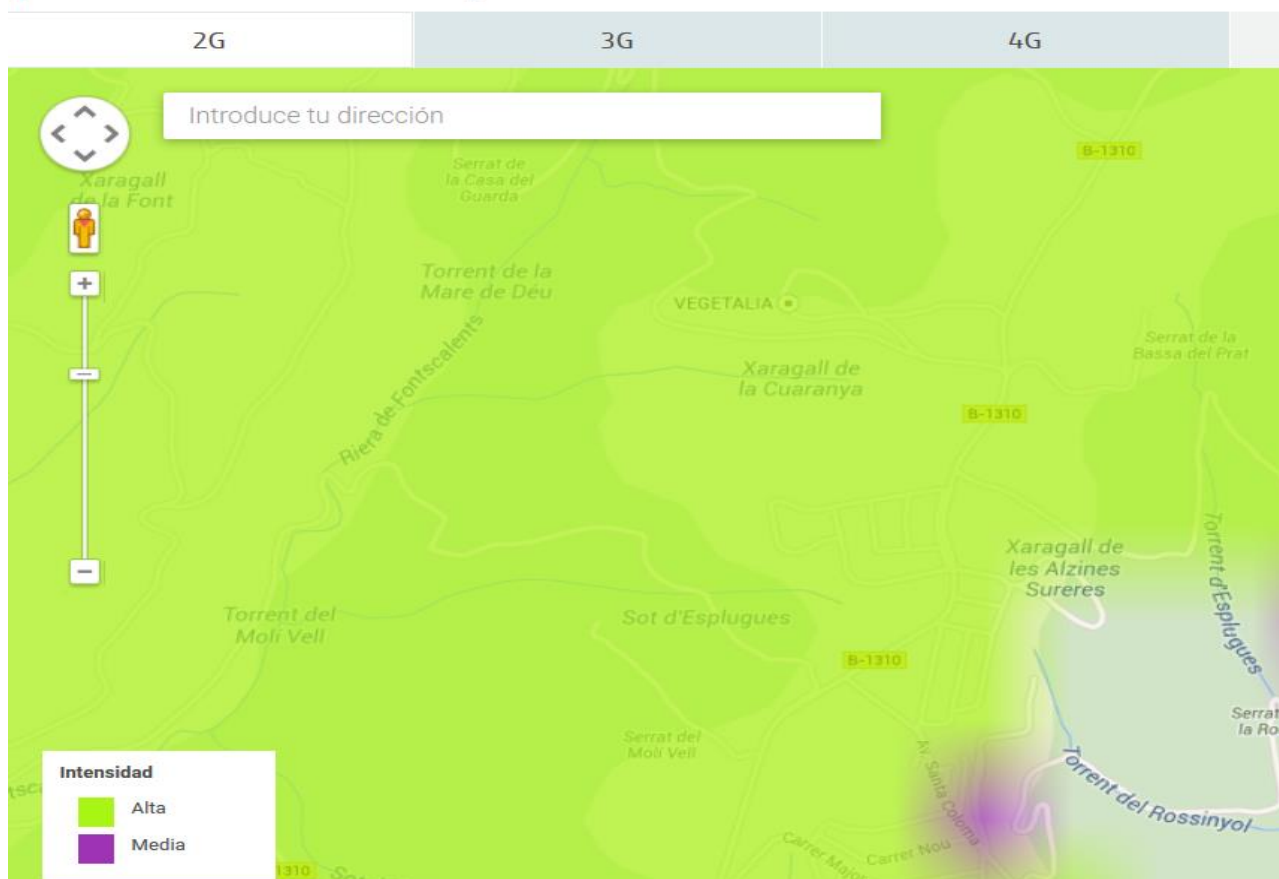 2G
3G
4G
Introduce tu dirección
B-1310
Xaragall
de la Font
Serrat de
la Casa del
Guarda
Torrent de la
Mare de Déu
VEGETALIA
Riera de Fontscalents
Xaragall de
la Cuaranya
Serrat de la
Bassa del Prat
B-1310
Xaragall de
les Alzines
Sureres
Torrent d'Esplugues
Torrent del
Molí Vell
Sot d'Esplugues
B-1310
Serrat del
Molí Vell
Serrat
la Ro
Av. Santa Coloma
Torrent del Rossinyol
Carrer Nou
Carrer Major
Intensidad
Alta
Media
1310